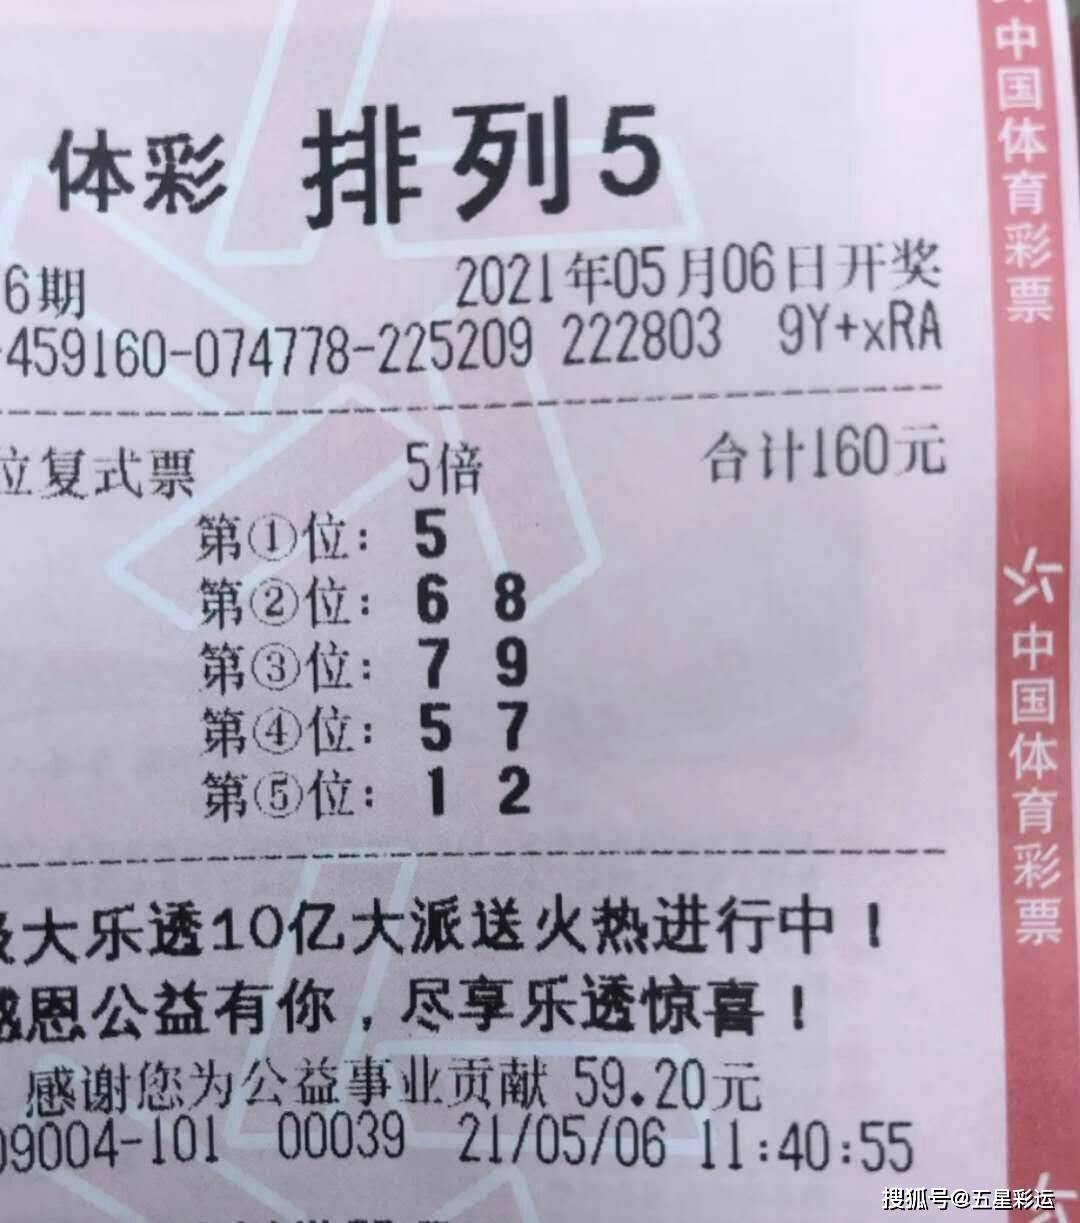 体彩 排列5
6期 2021年05月06日开奖
459160-074778-225209 222803 9Y+xRA
位复式票 5倍 合计160元
第①位: 5
第②位: 6 8
第③位: 7 9
第④位: 5 7
第⑤位: 1 2
大乐透10亿大派送火热进行中！
感恩公益有你，尽享乐透惊喜！
感谢您为公益事业贡献 59.20元
09004-101 00039 21/05/06 11:40:55
中国体育彩票
中国体育彩票
搜狐号@五星彩运